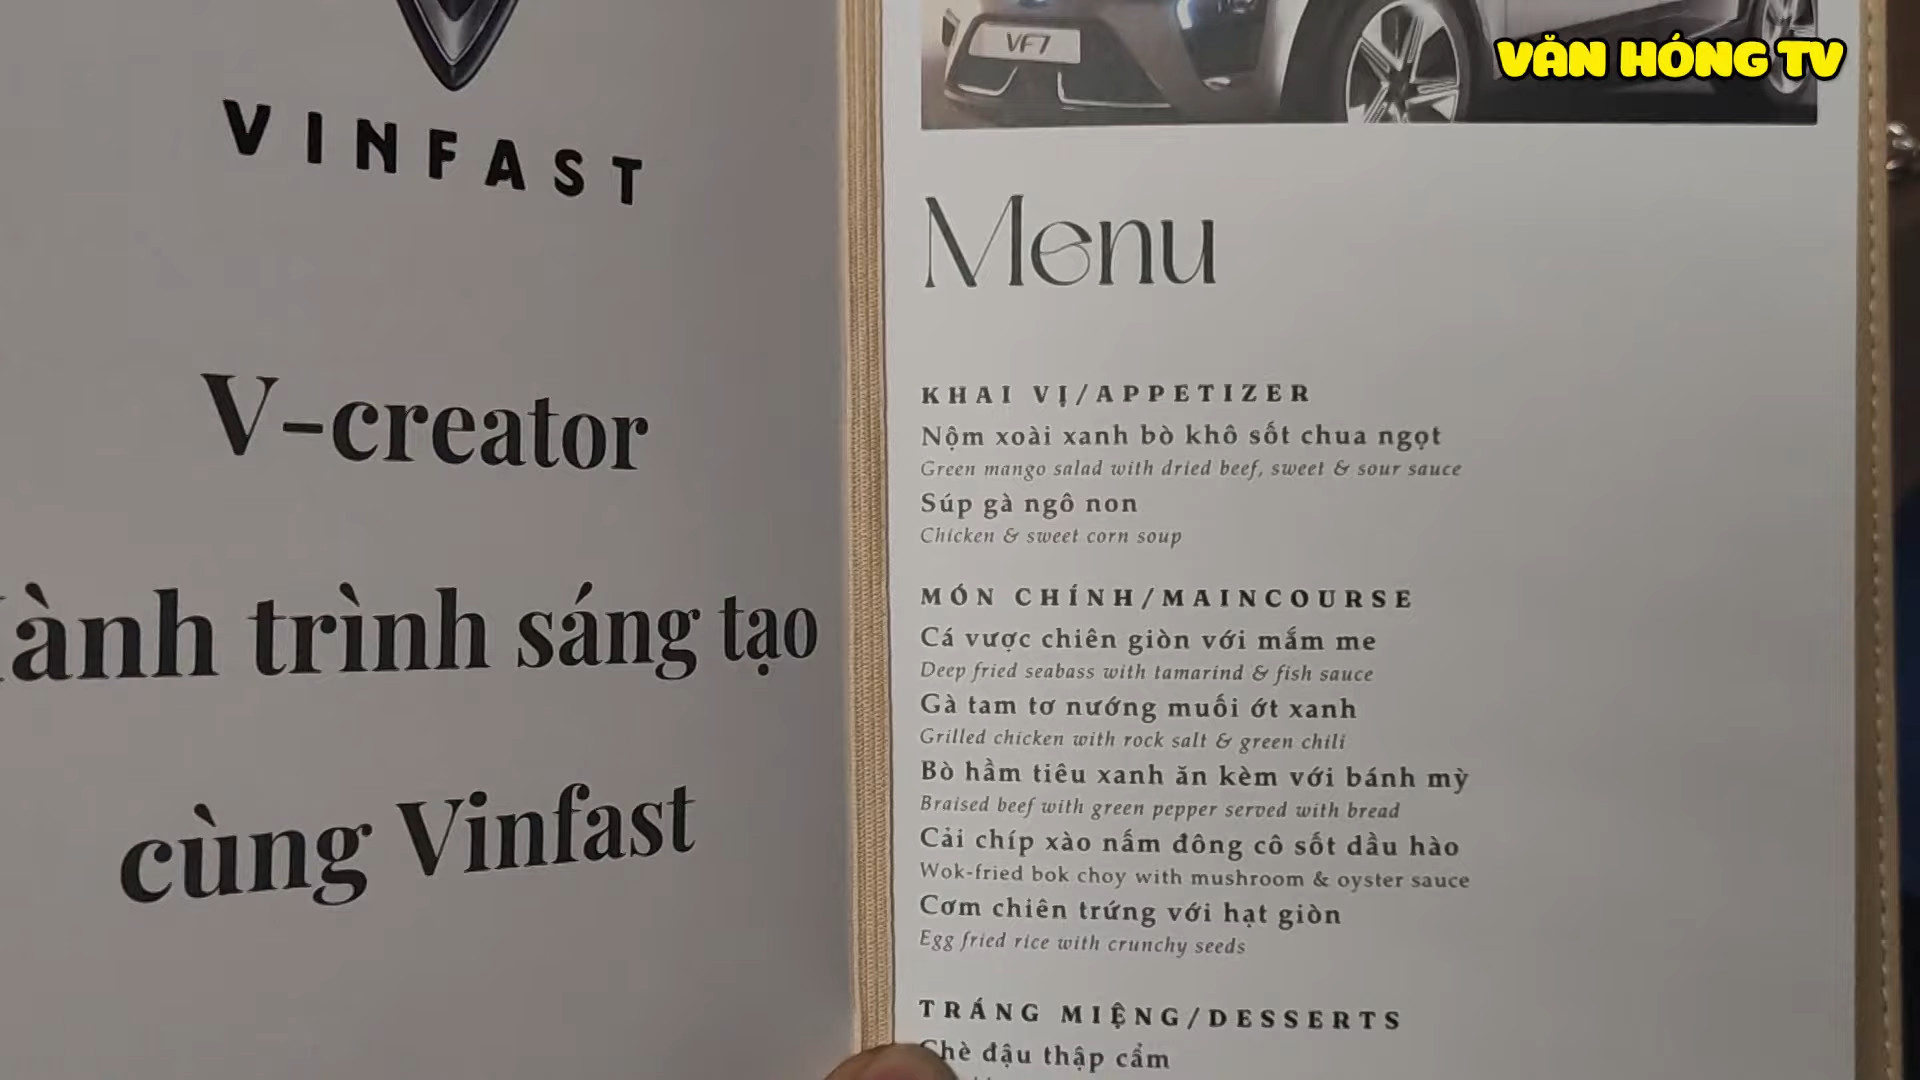 VINFAST
V-creator
trình sáng tạo
cùng Vinfast
VF7
VĂN HÓNG TV
Menu
KHAI VỊ/APPETIZER
Nộm xoài xanh bò khô sốt chua ngọt
Green mango salad with dried beef, sweet & sour sauce
Súp gà ngô non
Chicken & sweet corn soup
MÓN CHÍNH/MAINCOURSE
Cá vược chiên giòn với mắm me
Deep fried seabass with tamarind & fish sauce
Gà tam tơ nướng muối ớt xanh
Grilled chicken with rock salt & green chili
Bò hầm tiêu xanh ăn kèm với bánh mỳ
Braised beef with green pepper served with bread
Cải chíp xào nấm đông cô sốt dầu hào
Wok-fried bok choy with mushroom & oyster sauce
Cơm chiên trứng với hạt giòn
Egg fried rice with crunchy seeds
TRÁNG MIỆNG/DESSERTS
Chè đậu thập cẩm